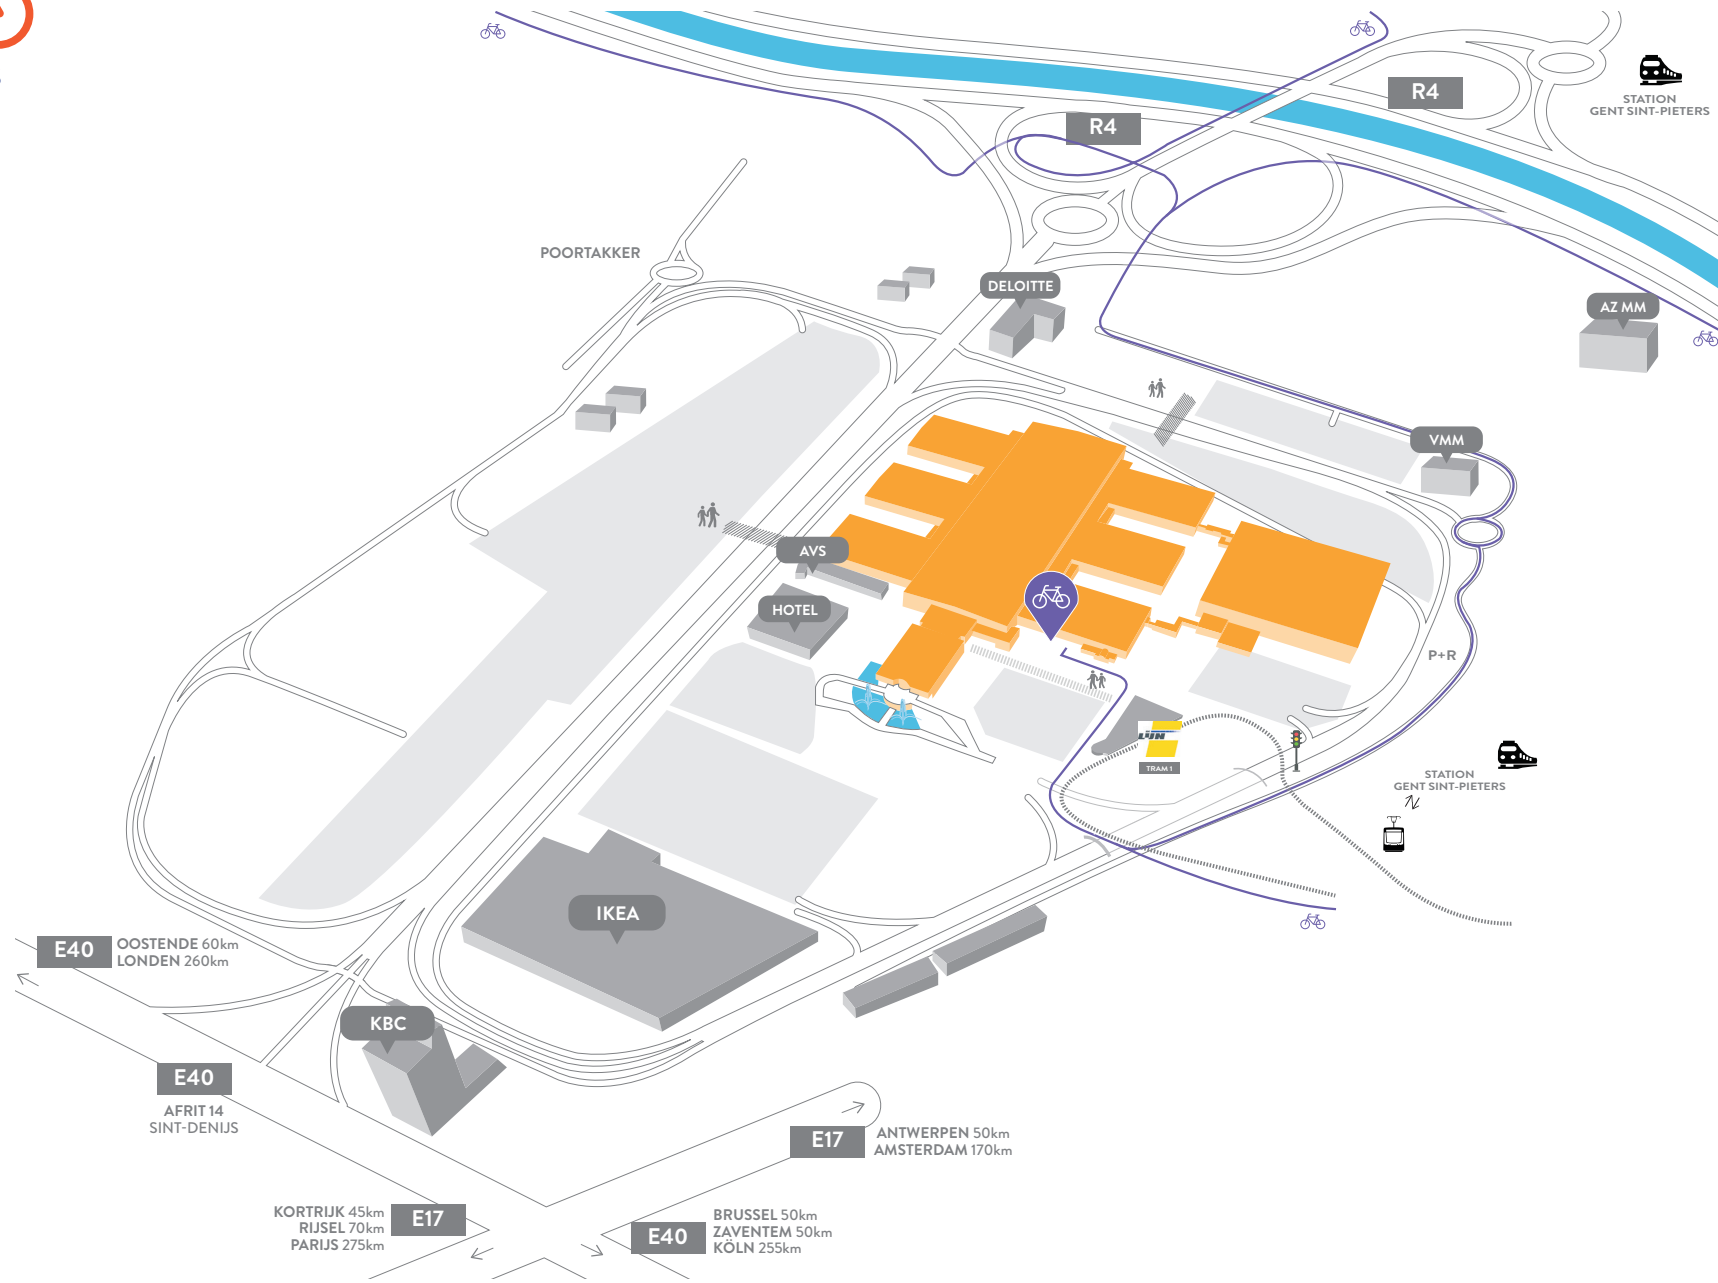 R4
STATION
GENT SINT-PIETERS
R4
POORTAKKER
DELOITTE
AZ MM
VMM
AVS
HOTEL
P+R
LIJN
TRAM 1
STATION
GENT SINT-PIETERS
IKEA
E40
OOSTENDE 60km
LONDEN 260km
KBC
E40
AFRIT 14
SINT-DENIJS
E17
ANTWERPEN 50km
AMSTERDAM 170km
KORTRIJK 45km
RIJSEL 70km
PARIJS 275km
E17
E40
BRUSSEL 50km
ZAVENTEM 50km
KÖLN 255km